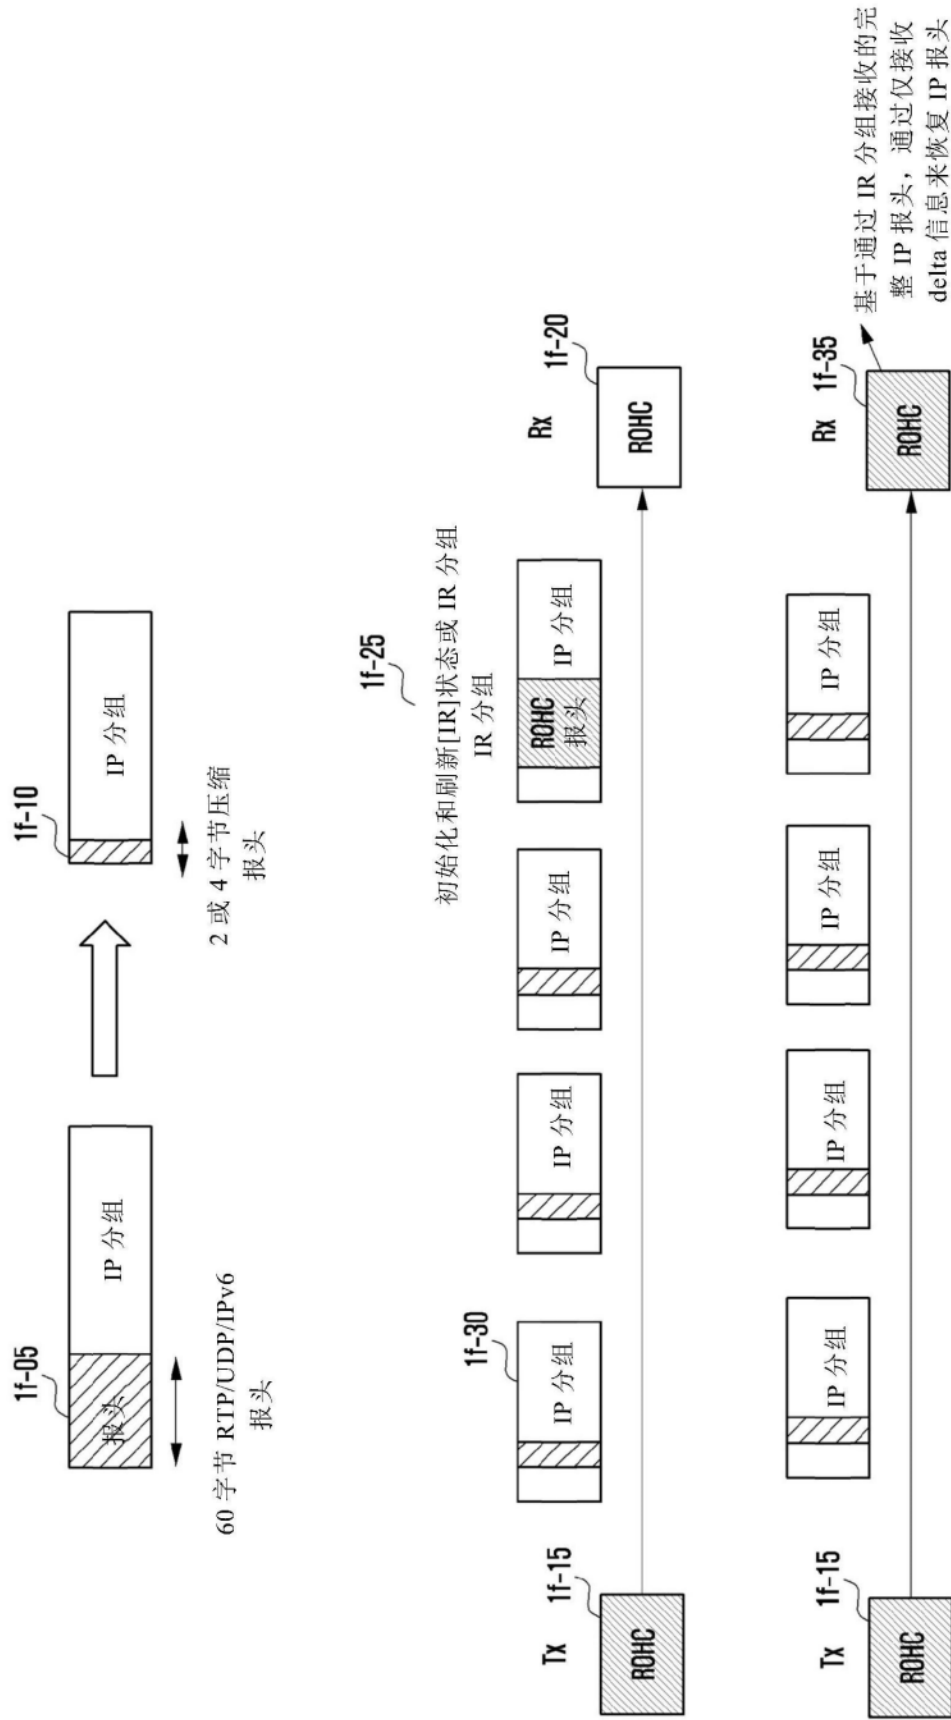 1f-05
报头
IP 分组
60 字节 RTP/UDP/IPv6
报头
1f-10
IP 分组
2 或 4 字节压缩
报头
1f-25
初始化和刷新[IR]状态或 IR 分组
IR 分组
Tx
1f-15
ROHC
1f-30
IP 分组
IP 分组
IP 分组
ROHC
报头
IP 分组
Rx
1f-20
ROHC
Tx
1f-15
ROHC
IP 分组
IP 分组
IP 分组
IP 分组
Rx
1f-35
ROHC
基于通过 IR 分组接收的完
整 IP 报头，通过仅接收
delta 信息来恢复 IP 报头